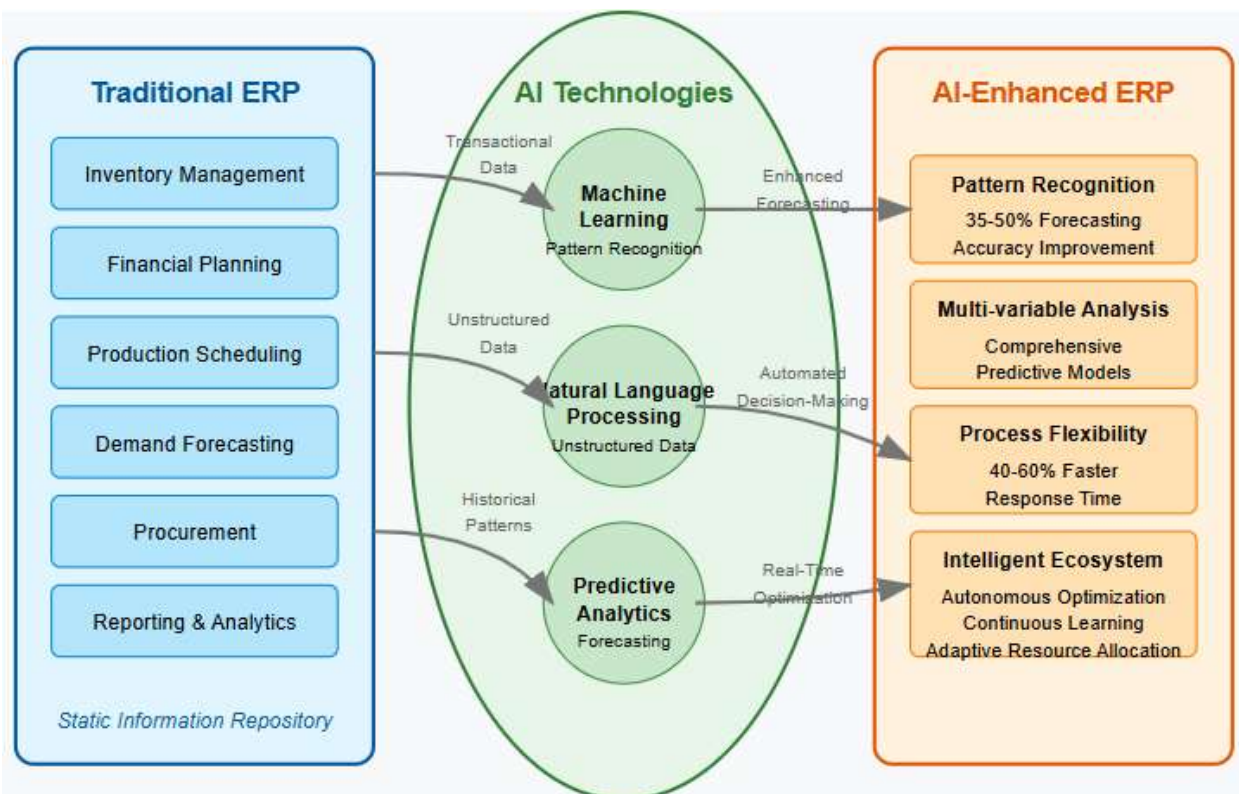 Traditional ERP
Inventory Management
Financial Planning
Production Scheduling
Demand Forecasting
Procurement
Reporting & Analytics
Static Information Repository
Transactional
Data
Unstructured
Data
Historical
Patterns
AI Technologies
Machine
Learning
Pattern Recognition
Natural Language
Processing
Unstructured Data
Predictive
Analytics
Forecasting
Enhanced
Forecasting
Automated
Decision-Making
Real-Time
Optimisation
AI-Enhanced ERP
Pattern Recognition
35-50% Forecasting
Accuracy Improvement
Multi-variable Analysis
Comprehensive
Predictive Models
Process Flexibility
40-60% Faster
Response Time
Intelligent Ecosystem
Autonomous Optimization
Continuous Learning
Adaptive Resource Allocation